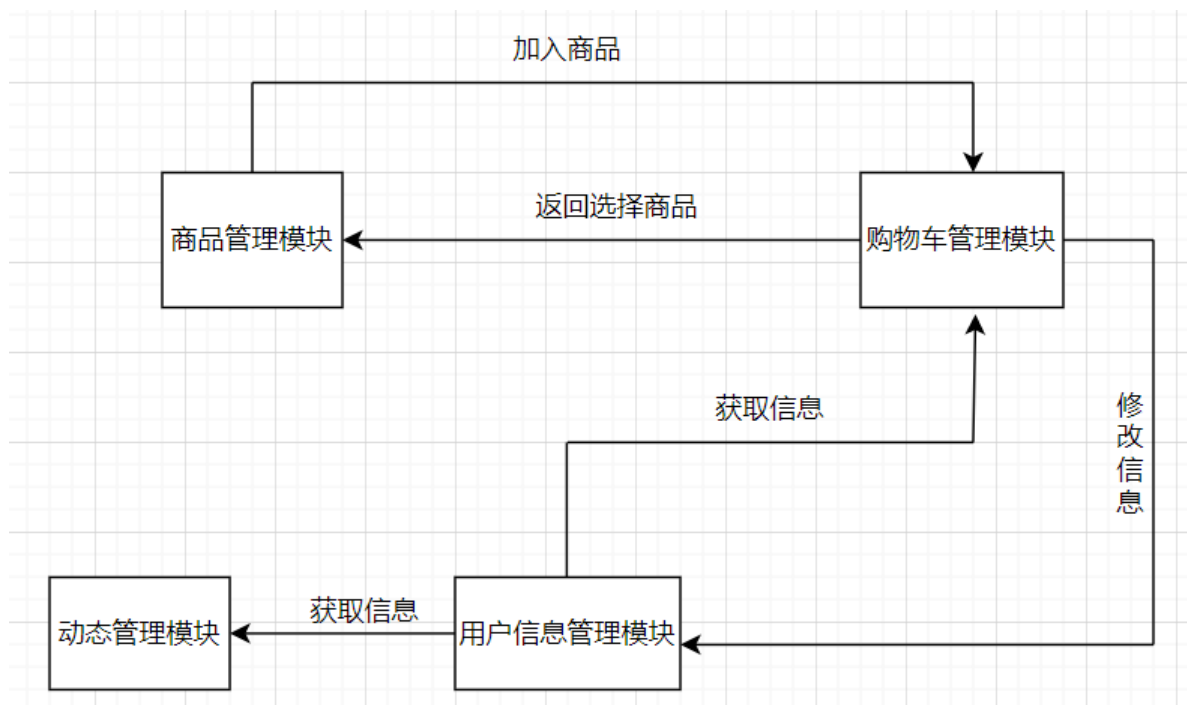 加入商品
返回选择商品
商品管理模块
购物车管理模块
获取信息
修改信息
获取信息
动态管理模块
用户信息管理模块